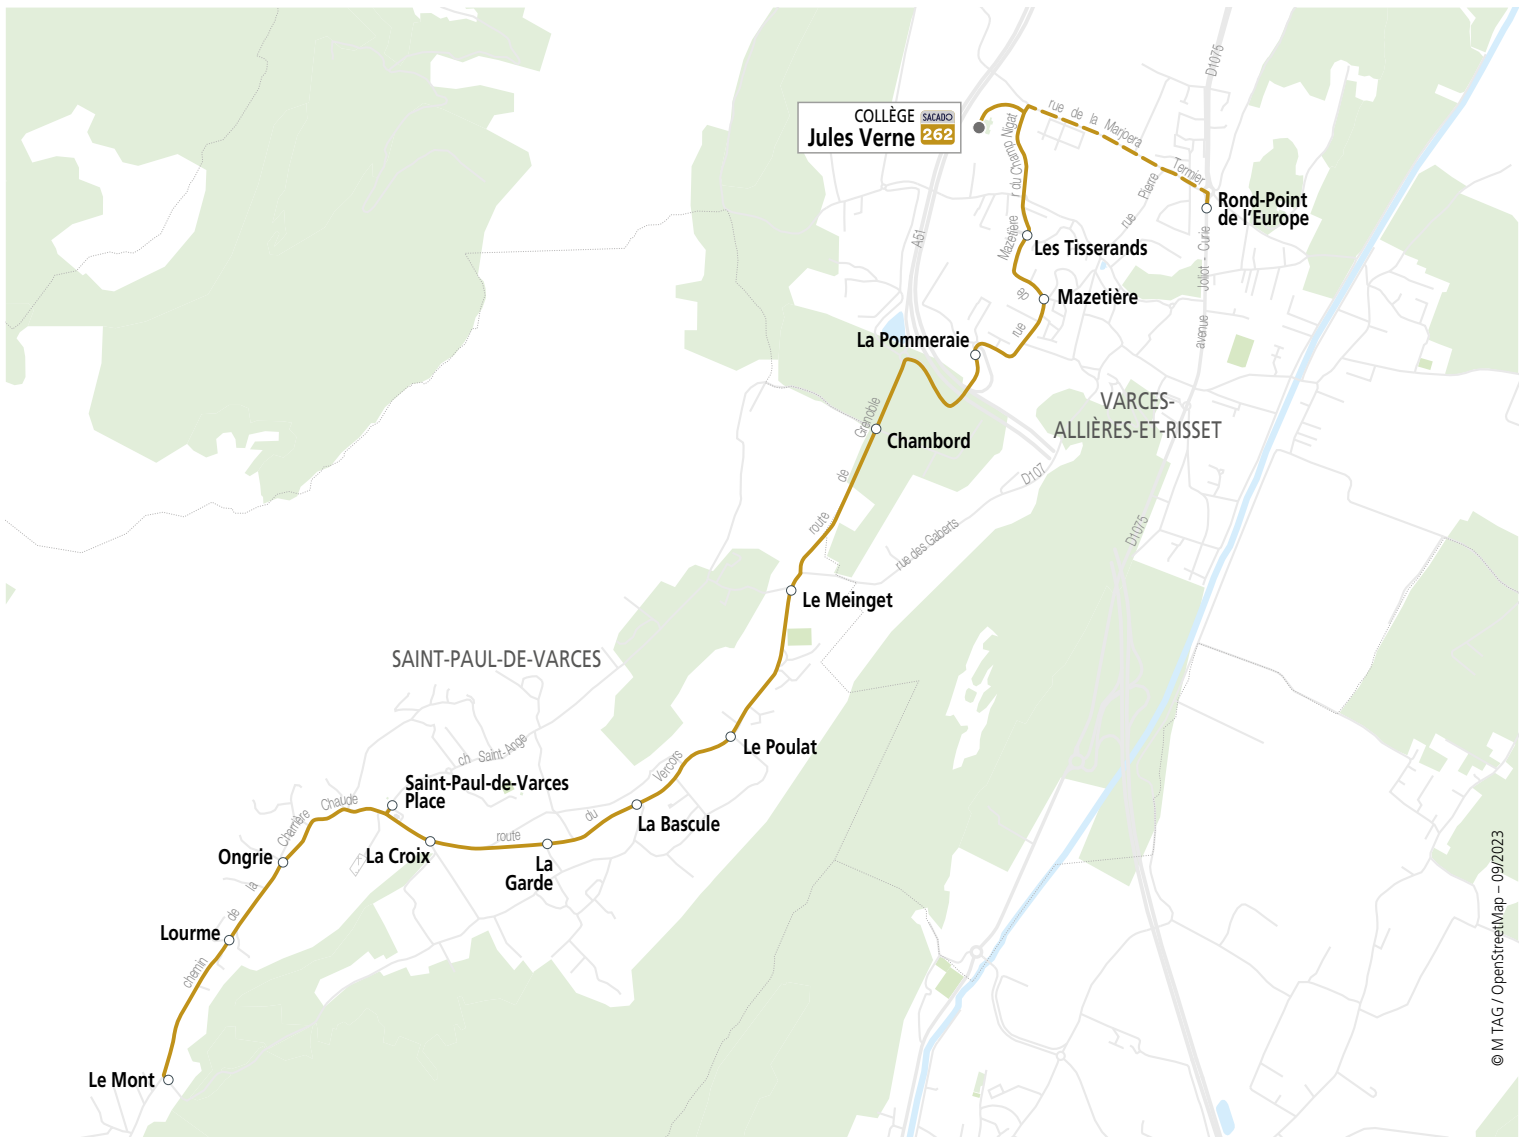 D1075
COLLÈGE
SACADO
Jules Verne
262
rue de la Marjoera
r du Champ Nigat
Termier
rue Pierre
Rond-Point
de l'Europe
A51
Mazetière
Les Tisserands
avenue Joliot - Curie
de
Mazetière
rue
La Pommeraie
VARCES-
ALLIÈRES-ET-RISSET
Grenoble
Chambord
de
D107
route
D1075
rue des Gaberts
Le Meinget
SAINT-PAUL-DE-VARCES
ch Saint-Ange
Le Poulat
Vercors
Saint-Paul-de-Varces
Place
Chaude
Charrière
du
La Bascule
route
Ongrie
La Croix
La
Garde
la
de
Lourme
chemin
Le Mont
© M TAG / OpenStreetMap – 09/2023